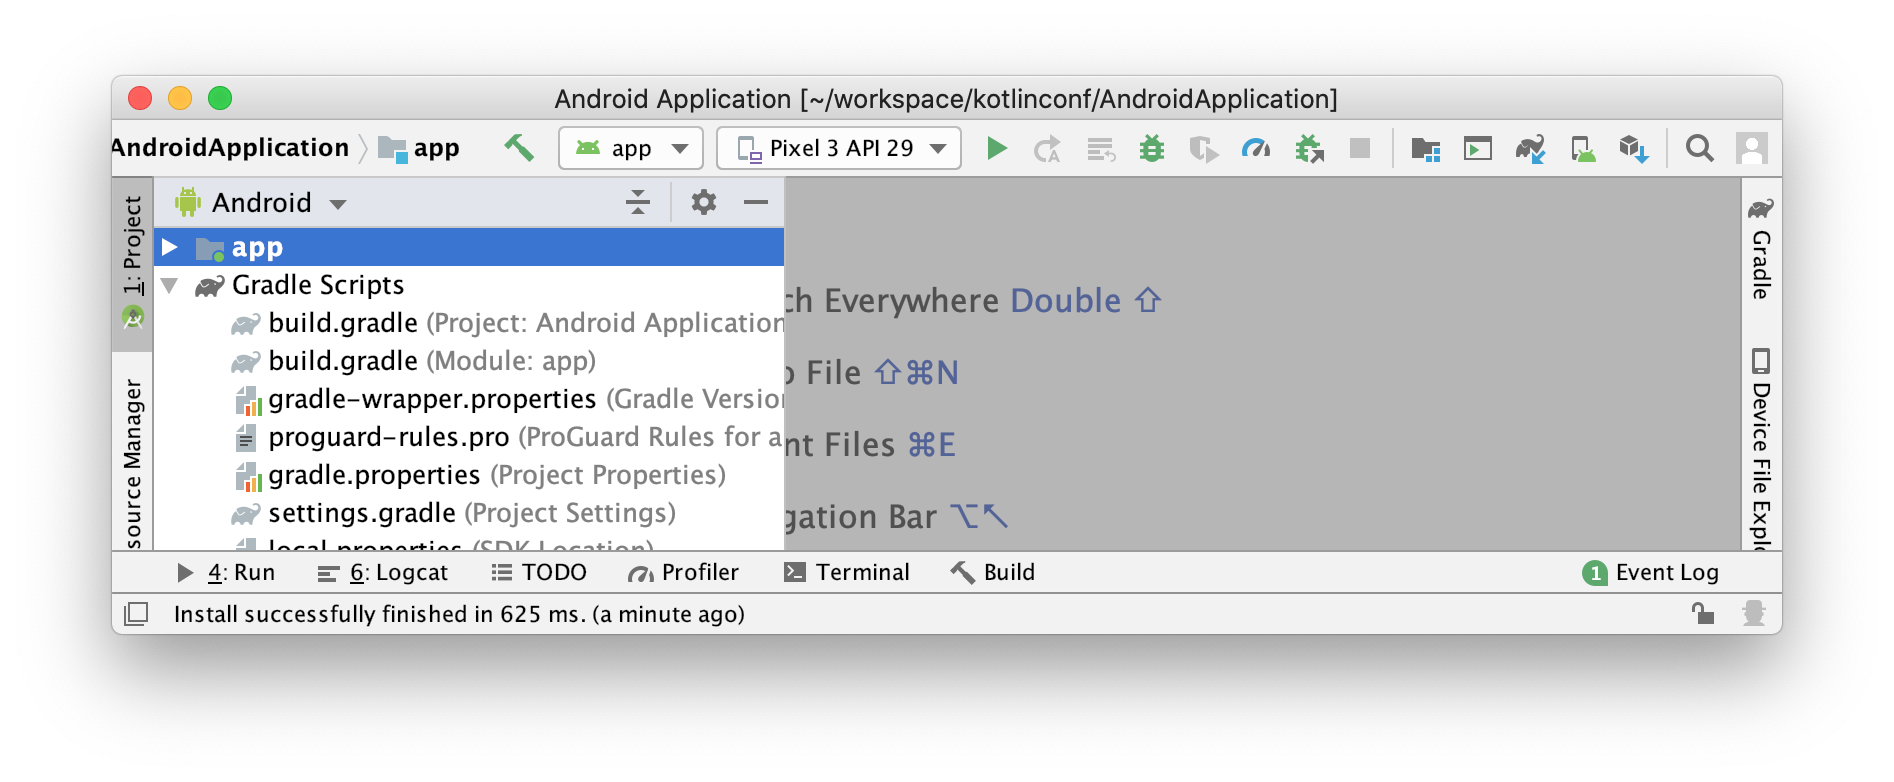 Android Application [~/workspace/kotlinconf/AndroidApplication]
AndroidApplication app app Pixel 3 API 29
1: Project
Android
app
Gradle Scripts
build.gradle (Project: Android Application
build.gradle (Module: app)
gradle-wrapper.properties (Gradle Version
proguard-rules.pro (ProGuard Rules for a
gradle.properties (Project Properties)
settings.gradle (Project Settings)
local.properties (SDK Location)
source Manager
ch Everywhere Double ⇧
o File ⇧⌘N
nt Files ⌘E
gation Bar ⌥↖
Gradle
Device File Explo
4: Run 6: Logcat TODO Profiler Terminal Build 1 Event Log
Install successfully finished in 625 ms. (a minute ago)